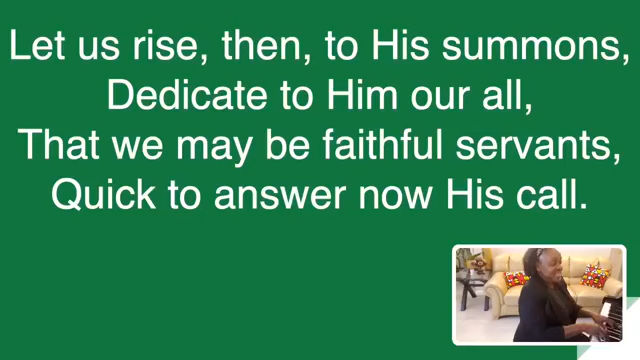 Let us rise, then, to His summons,
Dedicate to Him our all,
That we may be faithful servants,
Quick to answer now His call.